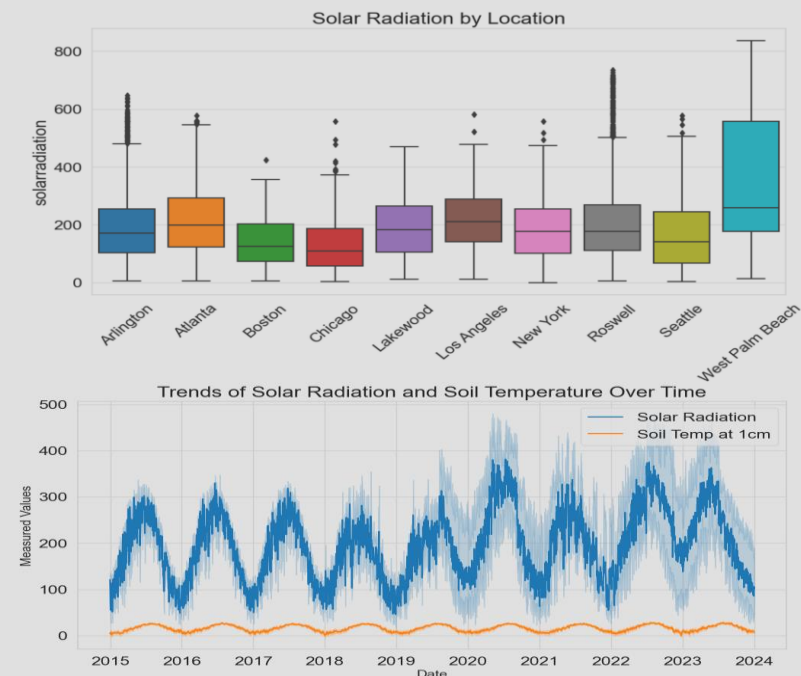 Solar Radiation by Location
solarradiation
800
600
400
200
0
Arlington
Atlanta
Boston
Chicago
Lakewood
Los Angeles
New York
Roswell
Seattle
West Palm Beach
Trends of Solar Radiation and Soil Temperature Over Time
Measured Values
500
400
300
200
100
0
Solar Radiation
Soil Temp at 1cm
2015 2016 2017 2018 2019 2020 2021 2022 2023 2024
Date